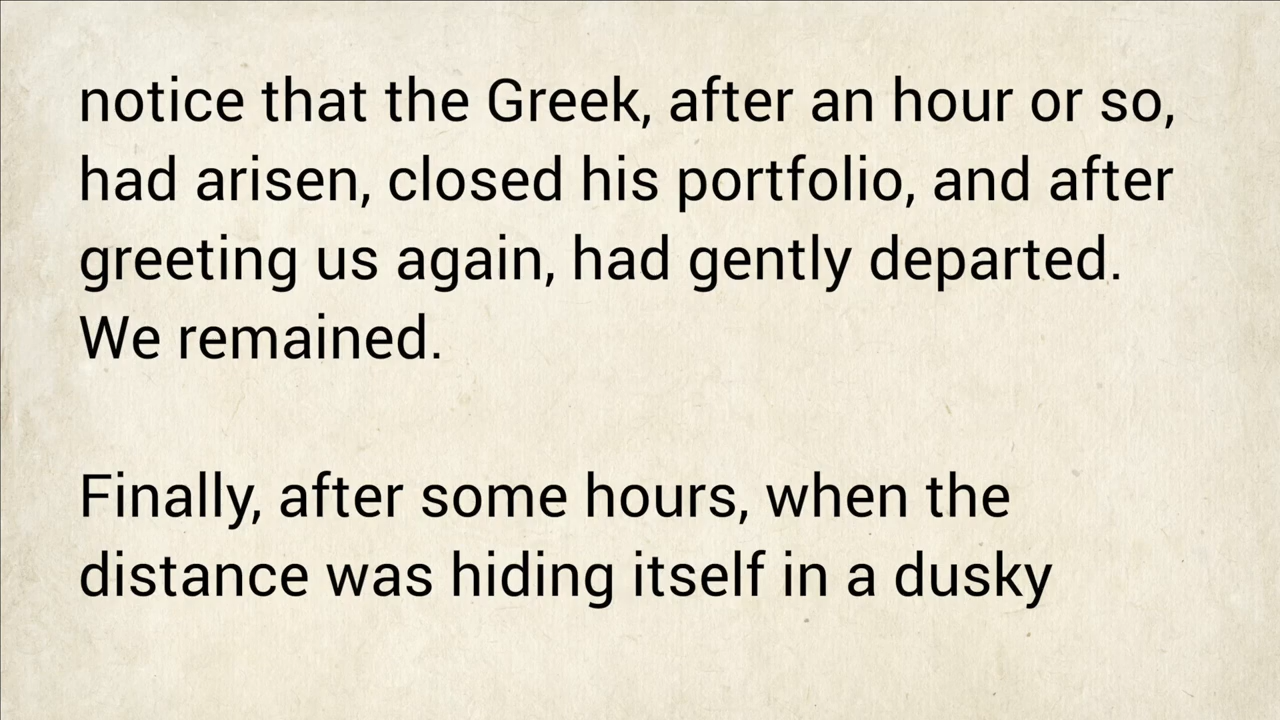 notice that the Greek, after an hour or so,
had arisen, closed his portfolio, and after
greeting us again, had gently departed.
We remained.
Finally, after some hours, when the
distance was hiding itself in a dusky